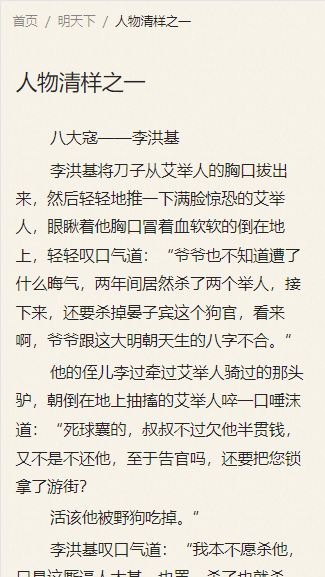 首页 / 明天下 / 人物清样之一
人物清样之一
八大寇——李洪基
李洪基将刀子从艾举人的胸口拔出
来，然后轻轻地推一下满脸惊恐的艾举
人，眼瞅着他胸口冒着血软软的倒在地
上，轻轻叹口气道：“爷爷也不知道遭了
什么晦气，两年间居然杀了两个举人，接
下来，还要杀掉晏子宾这个狗官，看来
啊，爷爷跟这大明朝天生的八字不合。”
他的侄儿李过牵过艾举人骑过的那头
驴，朝倒在地上抽搐的艾举人啐一口唾沫
道：“死球囊的，叔叔不过欠他半贯钱，
又不是不还他，至于告官吗，还要把您锁
拿了游街？
活该他被野狗吃掉。”
李洪基叹口气道：“我本不愿杀他，